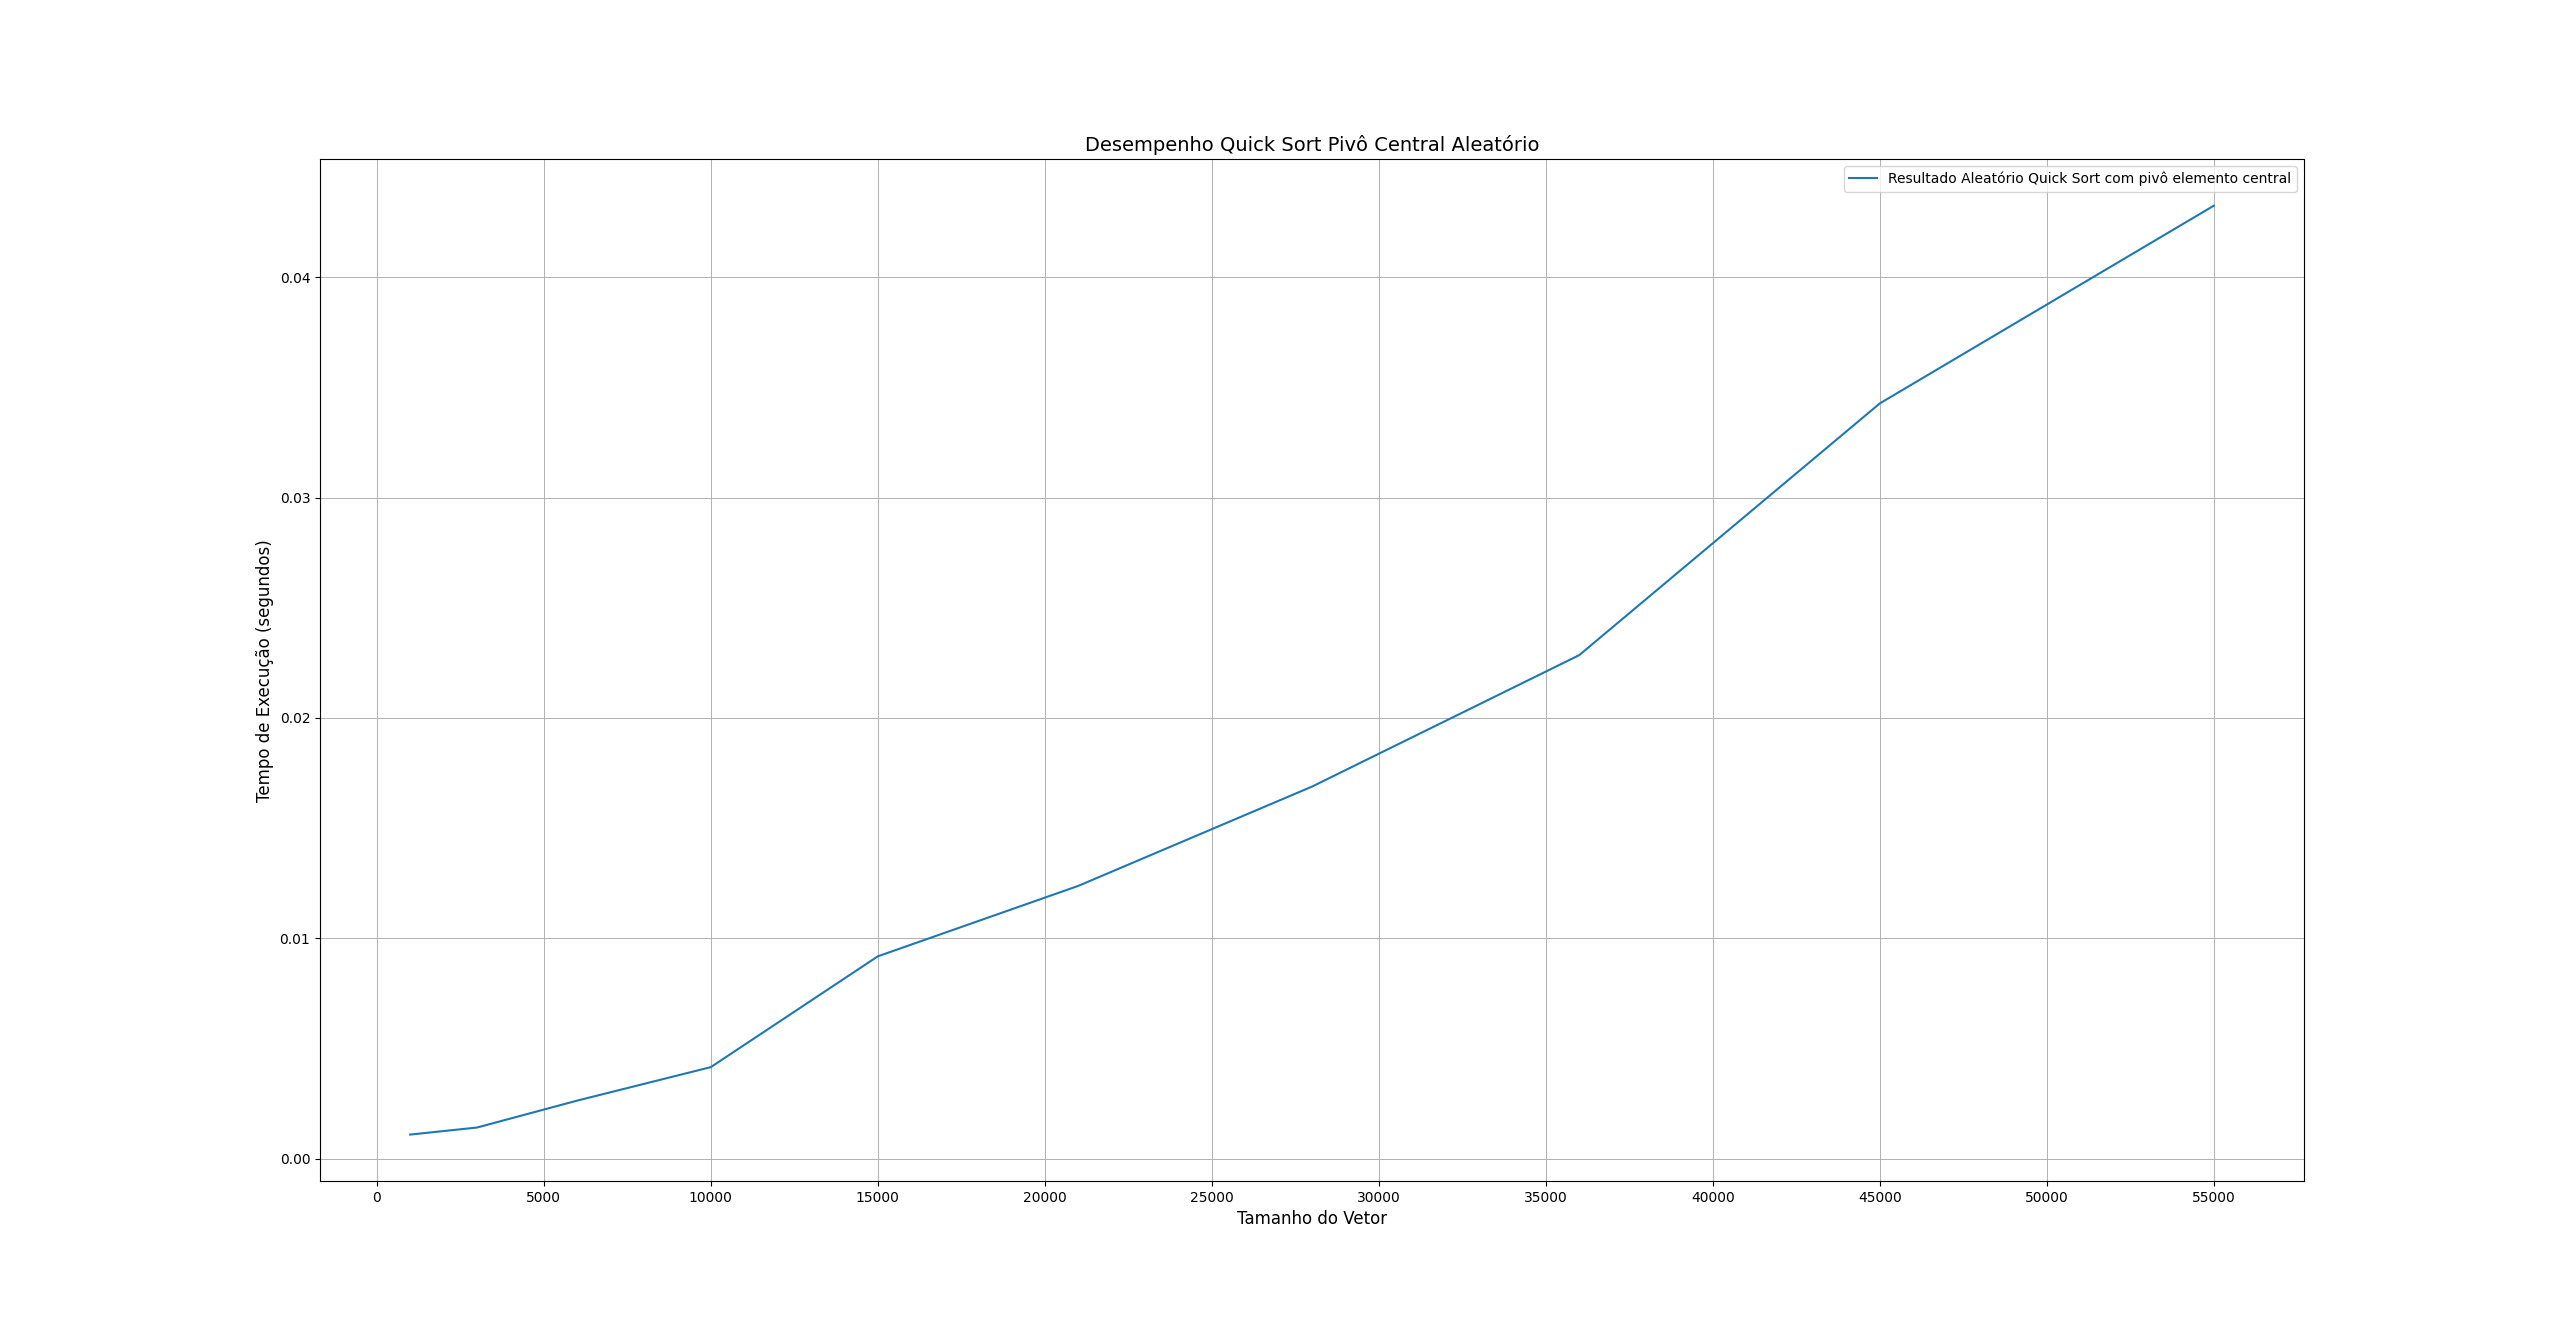 Desempenho Quick Sort Pivô Central Aleatório
Resultado Aleatório Quick Sort com pivô elemento central
Tempo de Execução (segundos)
0.04
0.03
0.02
0.01
0.00
0 5000 10000 15000 20000 25000 30000 35000 40000 45000 50000 55000
Tamanho do Vetor